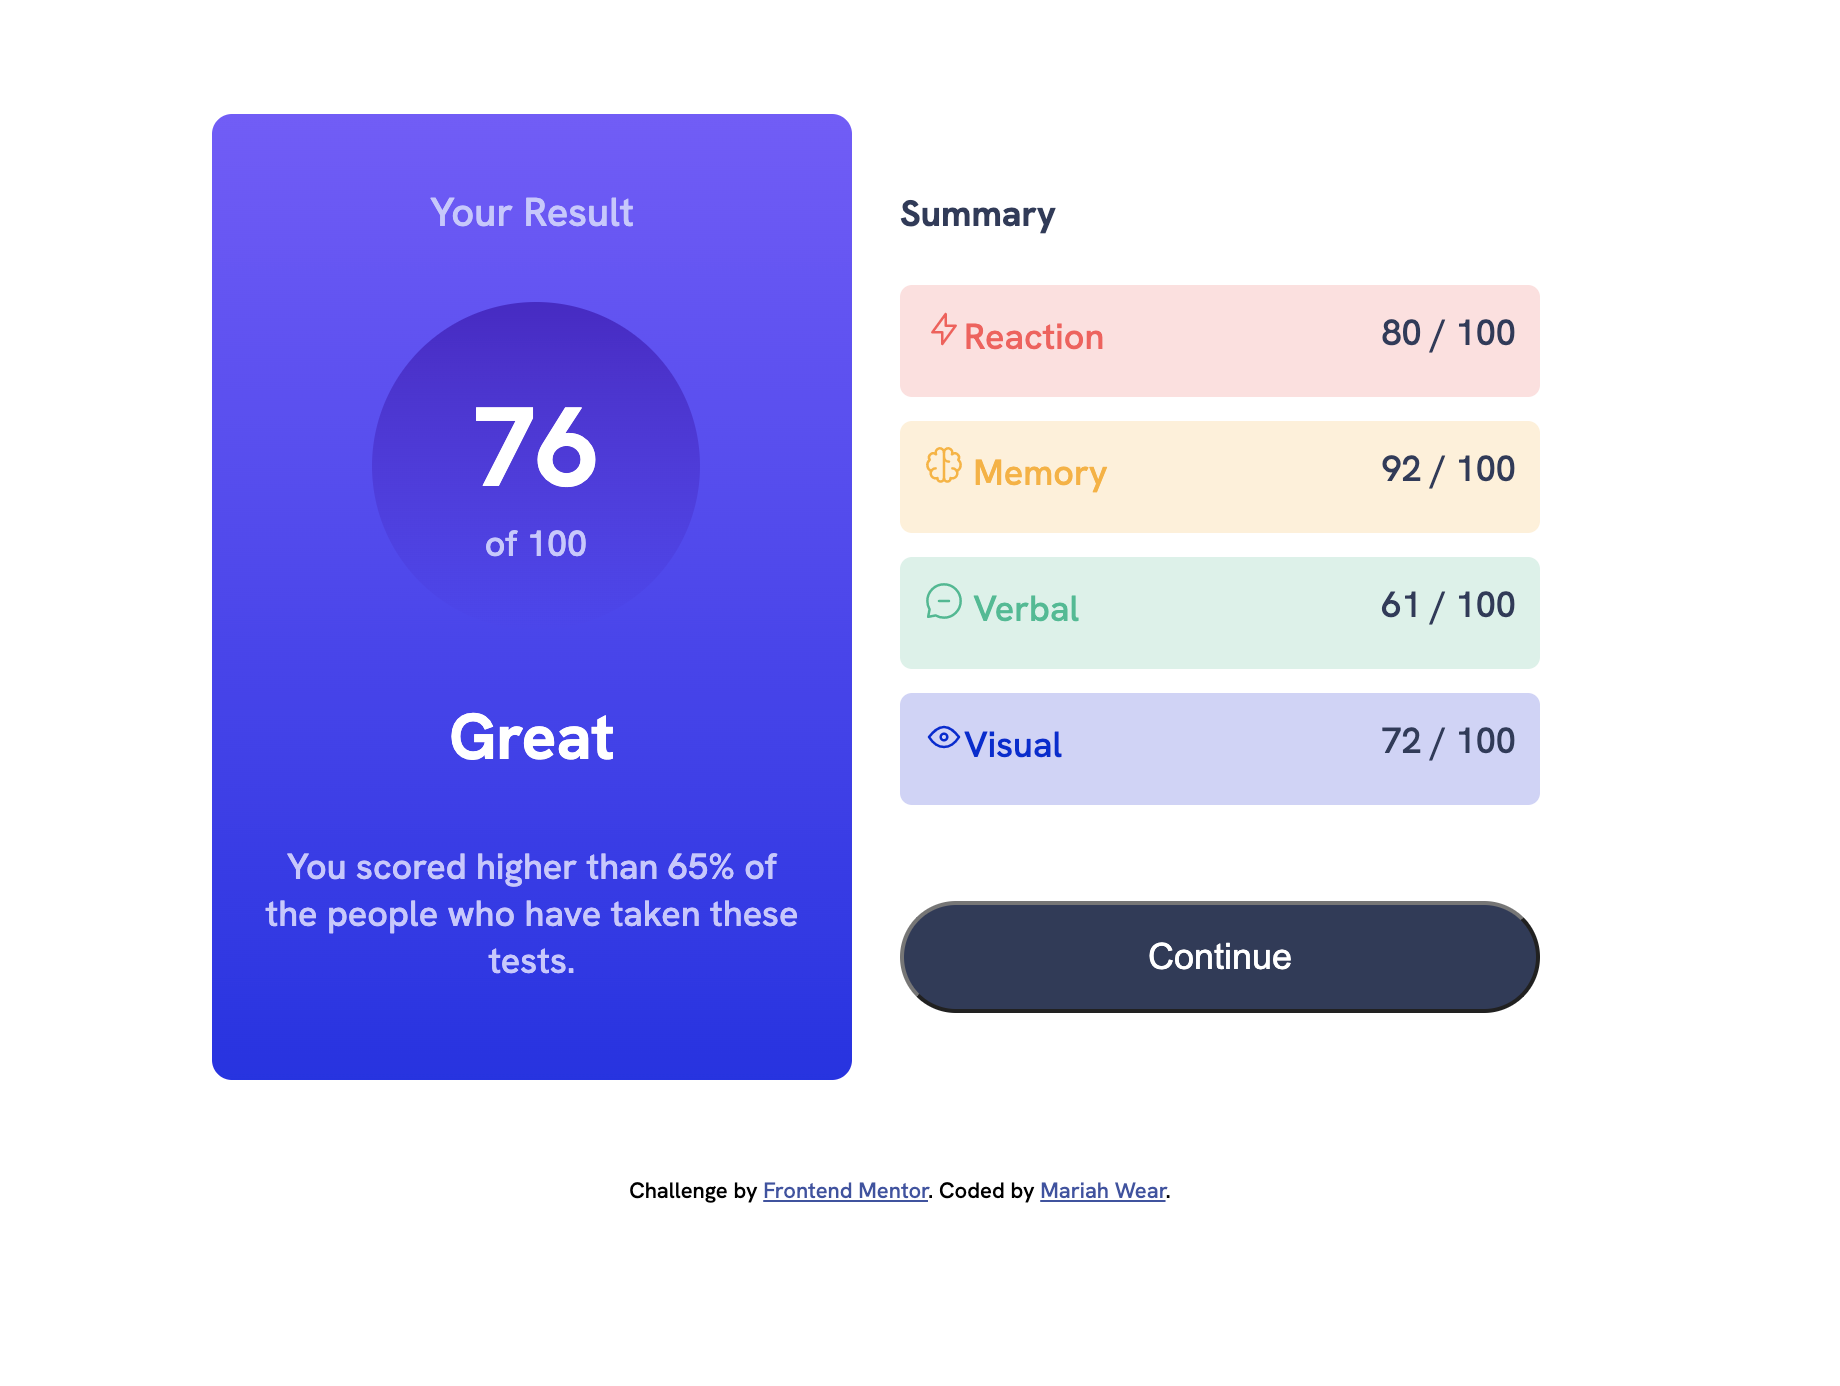 Your Result
76
of 100
Great
You scored higher than 65% of
the people who have taken these
tests.
Summary
Reaction 80 / 100
Memory 92 / 100
Verbal 61 / 100
Visual 72 / 100
Continue
Challenge by Frontend Mentor. Coded by Mariah Wear.